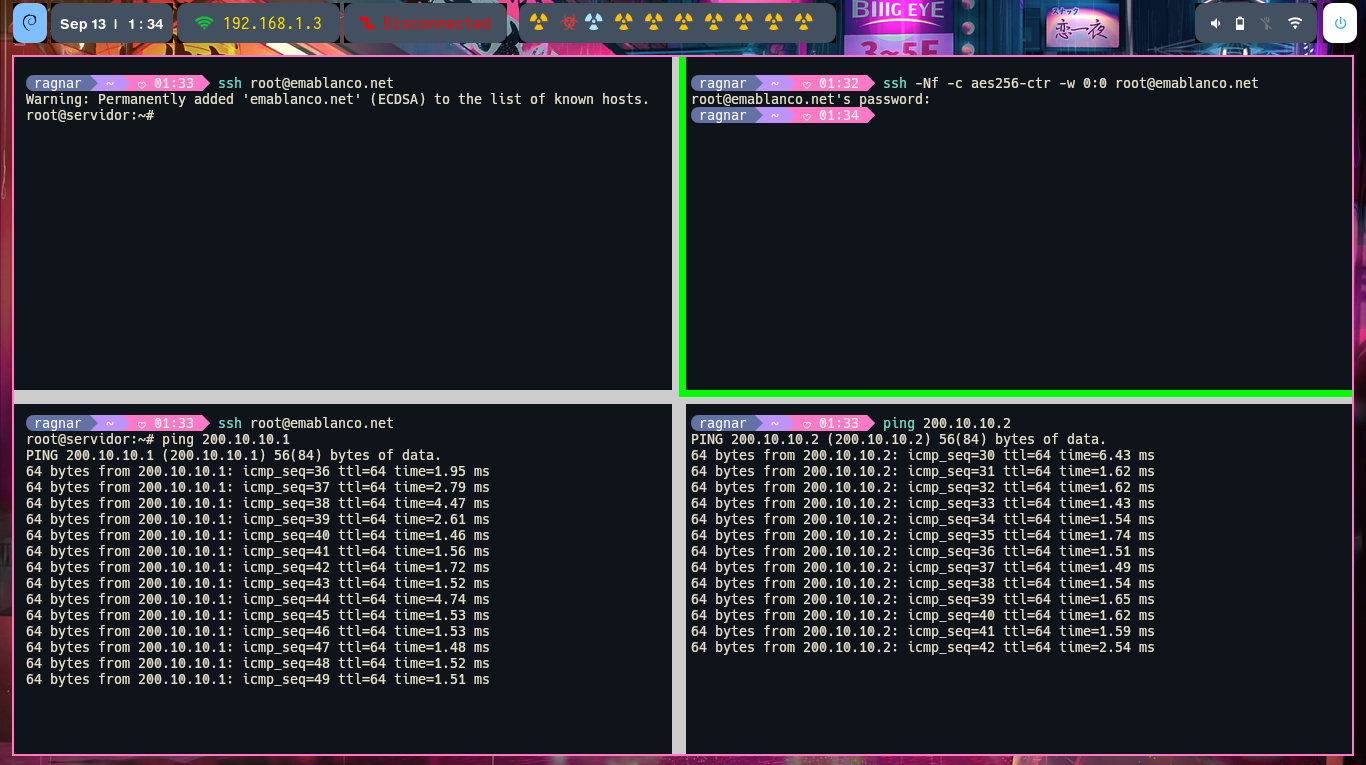 Sep 13 | 1:34
192.168.1.3
Disconnected
BIIIG EYE
スナック
恋一夜
ragnar ~ ♡ 01:33 ssh root@emablanco.net
Warning: Permanently added 'emablanco.net' (ECDSA) to the list of known hosts.
root@servidor:~#
ragnar ~ ♡ 01:32 ssh -Nf -c aes256-ctr -w 0:0 root@emablanco.net
root@emablanco.net's password:
ragnar ~ ♡ 01:34
ragnar ~ ♡ 01:33 ssh root@emablanco.net
root@servidor:~# ping 200.10.10.1
PING 200.10.10.1 (200.10.10.1) 56(84) bytes of data.
64 bytes from 200.10.10.1: icmp_seq=36 ttl=64 time=1.95 ms
64 bytes from 200.10.10.1: icmp_seq=37 ttl=64 time=2.79 ms
64 bytes from 200.10.10.1: icmp_seq=38 ttl=64 time=4.47 ms
64 bytes from 200.10.10.1: icmp_seq=39 ttl=64 time=2.61 ms
64 bytes from 200.10.10.1: icmp_seq=40 ttl=64 time=1.46 ms
64 bytes from 200.10.10.1: icmp_seq=41 ttl=64 time=1.56 ms
64 bytes from 200.10.10.1: icmp_seq=42 ttl=64 time=1.72 ms
64 bytes from 200.10.10.1: icmp_seq=43 ttl=64 time=1.52 ms
64 bytes from 200.10.10.1: icmp_seq=44 ttl=64 time=4.74 ms
64 bytes from 200.10.10.1: icmp_seq=45 ttl=64 time=1.53 ms
64 bytes from 200.10.10.1: icmp_seq=46 ttl=64 time=1.53 ms
64 bytes from 200.10.10.1: icmp_seq=47 ttl=64 time=1.48 ms
64 bytes from 200.10.10.1: icmp_seq=48 ttl=64 time=1.52 ms
64 bytes from 200.10.10.1: icmp_seq=49 ttl=64 time=1.51 ms
ragnar ~ ♡ 01:33 ping 200.10.10.2
PING 200.10.10.2 (200.10.10.2) 56(84) bytes of data.
64 bytes from 200.10.10.2: icmp_seq=30 ttl=64 time=6.43 ms
64 bytes from 200.10.10.2: icmp_seq=31 ttl=64 time=1.62 ms
64 bytes from 200.10.10.2: icmp_seq=32 ttl=64 time=1.62 ms
64 bytes from 200.10.10.2: icmp_seq=33 ttl=64 time=1.43 ms
64 bytes from 200.10.10.2: icmp_seq=34 ttl=64 time=1.54 ms
64 bytes from 200.10.10.2: icmp_seq=35 ttl=64 time=1.74 ms
64 bytes from 200.10.10.2: icmp_seq=36 ttl=64 time=1.51 ms
64 bytes from 200.10.10.2: icmp_seq=37 ttl=64 time=1.49 ms
64 bytes from 200.10.10.2: icmp_seq=38 ttl=64 time=1.54 ms
64 bytes from 200.10.10.2: icmp_seq=39 ttl=64 time=1.65 ms
64 bytes from 200.10.10.2: icmp_seq=40 ttl=64 time=1.62 ms
64 bytes from 200.10.10.2: icmp_seq=41 ttl=64 time=1.59 ms
64 bytes from 200.10.10.2: icmp_seq=42 ttl=64 time=2.54 ms